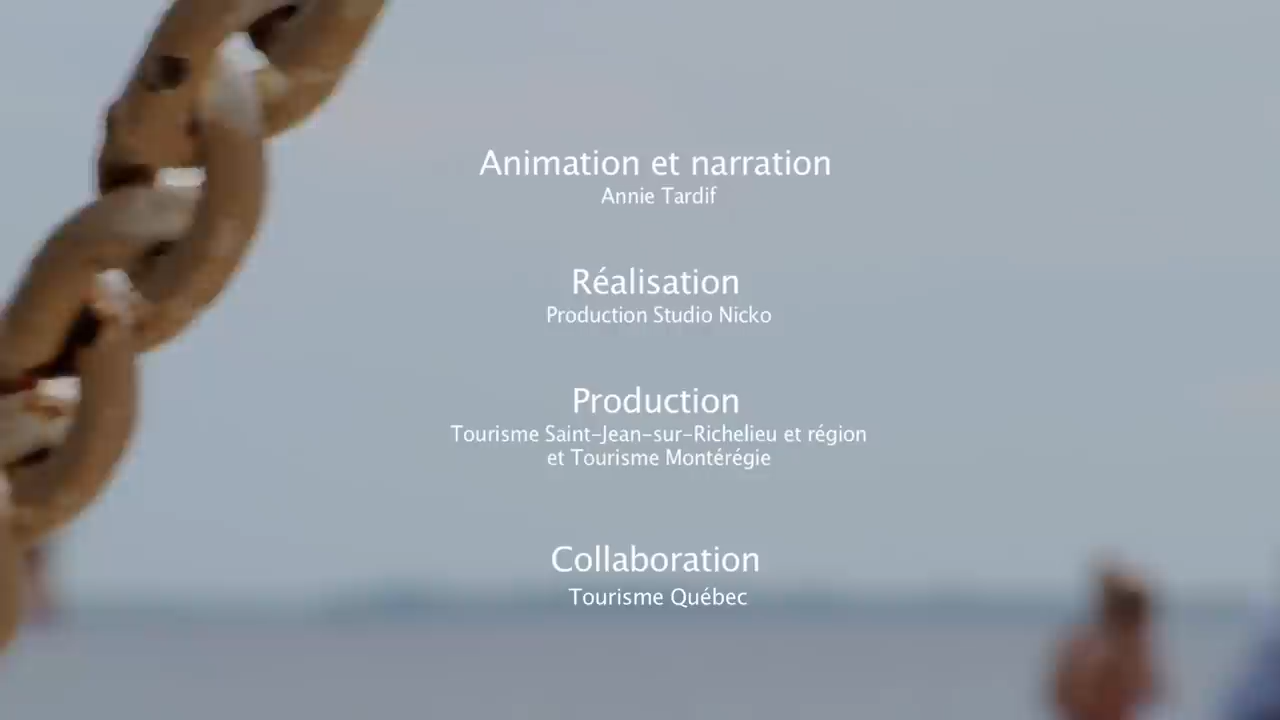 Animation et narration
Annie Tardif
Réalisation
Production Studio Nicko
Production
Tourisme Saint-Jean-sur-Richelieu et région
et Tourisme Montérégie
Collaboration
Tourisme Québec